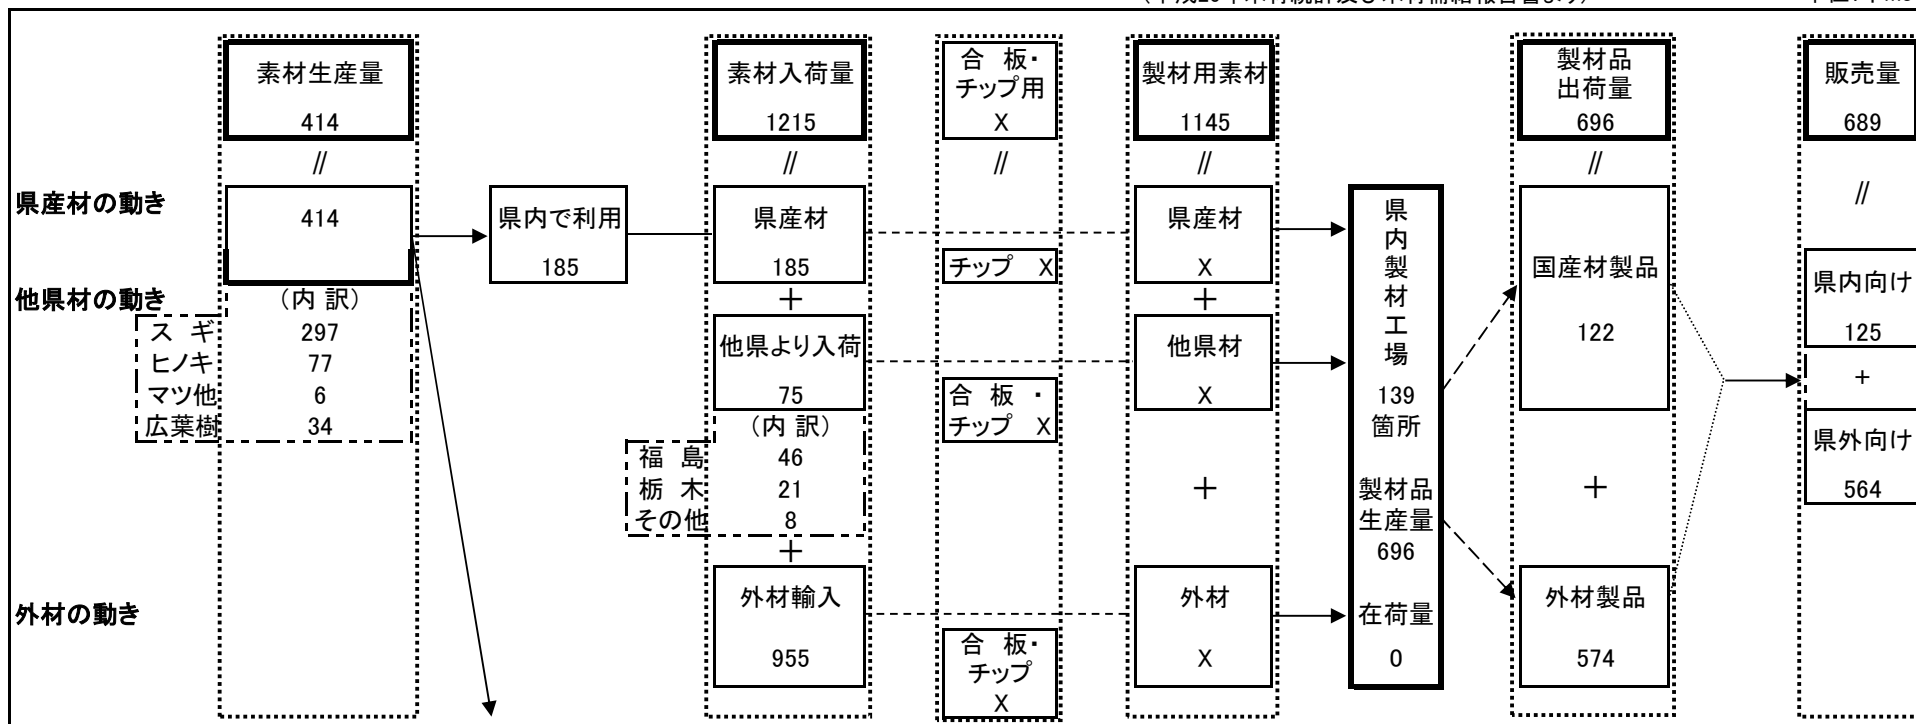 素材生産量
414
//
414
(内 訳)
ス ギ 297
ヒノキ 77
マツ他 6
広葉樹 34
県産材の動き
他県材の動き
外材の動き
県内で利用
185
素材入荷量
1215
//
県産材
185
+
他県より入荷
75
(内 訳)
福 島 46
栃 木 21
その他 8
+
外材輸入
955
合 板・
チップ用
X
//
チップ X
合 板 ・
チップ X
合 板・
チップ
X
製材用素材
1145
//
県産材
X
+
他県材
X
+
外材
X
県内製材工場
139
箇所
製材品
生産量
696
在荷量
0
製材品
出荷量
696
//
国産材製品
122
+
外材製品
574
販売量
689
//
県内向け
125
+
県外向け
564